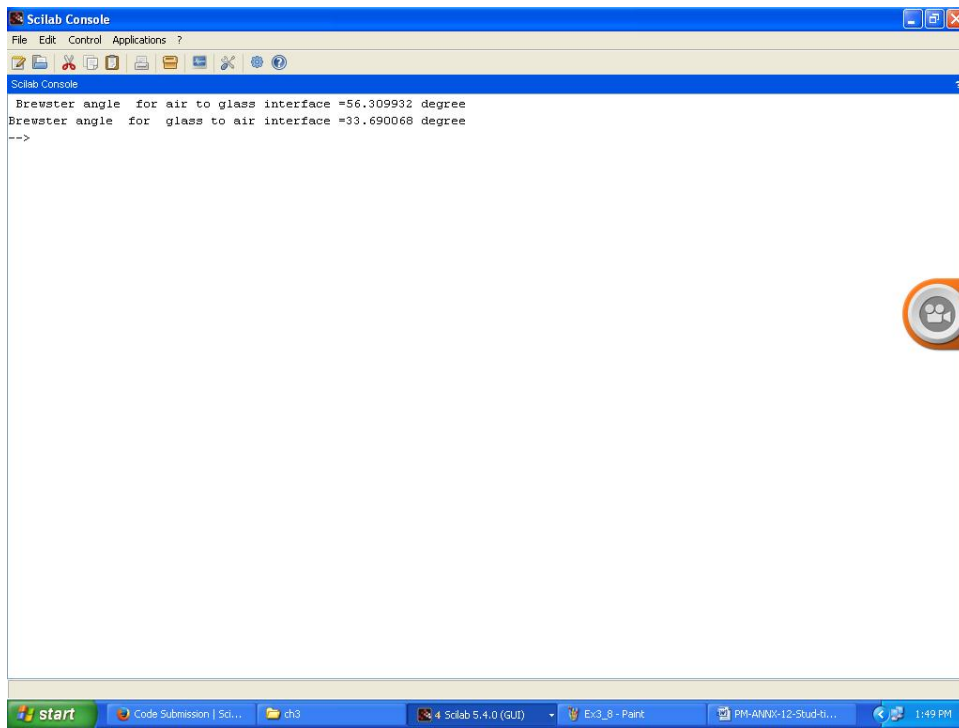 Scilab Console
File Edit Control Applications ?
Scilab Console ?
Brewster angle for air to glass interface =56.309932 degree
Brewster angle for glass to air interface =33.690068 degree
-->
start Code Submission | Sci... ch3 4 Scilab 5.4.0 (GUI) Ex3_8 - Paint PM-ANNX-12-Stud-ti... 1:49 PM